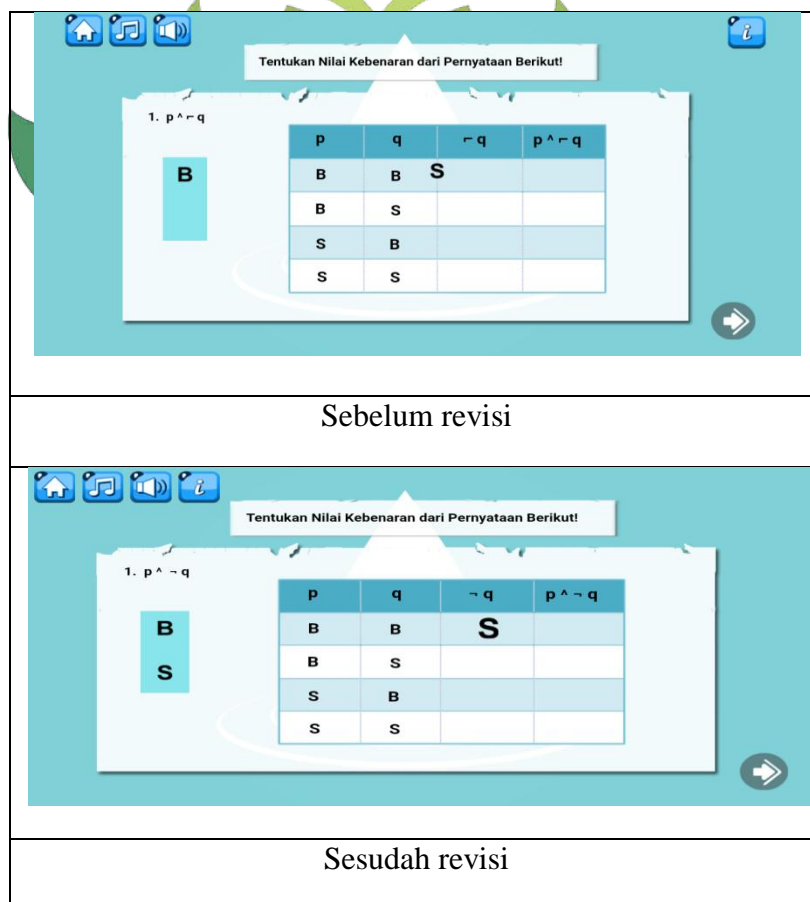 Tentukan Nilai Kebenaran dari Pernyataan Berikut!
1. p ^ ⌐ q
p q ⌐ q p ^ ⌐ q
B
B B S
B S
S B
S S
Sebelum revisi
Tentukan Nilai Kebenaran dari Pernyataan Berikut!
1. p ^ ¬ q
p q ¬ q p ^ ¬ q
B
B B S
S
B S
S B
S S
Sesudah revisi